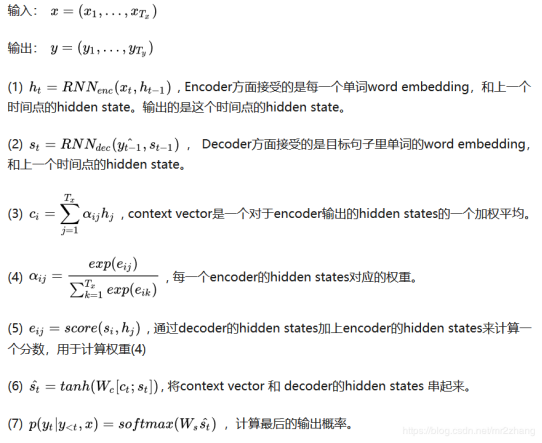 输入： x = (x_1, . . . , x_{T_x})
输出： y = (y_1, . . . , y_{T_y})
(1) h_t = RNN_{enc}(x_t, h_{t-1}) , Encoder方面接受的是每一个单词word embedding，和上一个
时间点的hidden state。输出的是这个时间点的hidden state。
(2) s_t = RNN_{dec}(\hat{y_{t-1}}, s_{t-1}) ， Decoder方面接受的是目标句子里单词的word embedding，
和上一个时间点的hidden state。
(3) c_i = \sum_{j=1}^{T_x} α_{ij}h_j , context vector是一个对于encoder输出的hidden states的一个加权平均。
(4) α_{ij} = \frac{exp(e_{ij})}{\sum_{k=1}^{T_x} exp(e_{ik})} , 每一个encoder的hidden states对应的权重。
(5) e_{ij} = score(s_i, h_j) , 通过decoder的hidden states加上encoder的hidden states来计算一
个分数，用于计算权重(4)
(6) \hat{s}_t = tanh(W_c[c_t; s_t]) , 将context vector 和 decoder的hidden states 串起来。
(7) p(y_t|y_{<t}, x) = softmax(W_s\hat{s}_t) ，计算最后的输出概率。